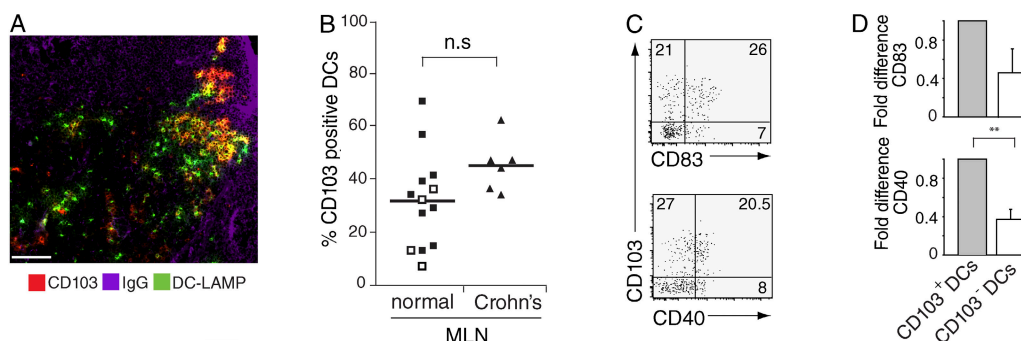 A
CD103 IgG DC-LAMP
B
% CD103 positive DCs
100
80
60
40
20
0
n.s
normal Crohn's
MLN
C
CD103
21 26
7
CD83
27 20.5
8
CD40
D
Fold difference
CD83
0.8
0.4
0
**
Fold difference
CD40
0.8
0.4
0
CD103+DCs
CD103-DCs